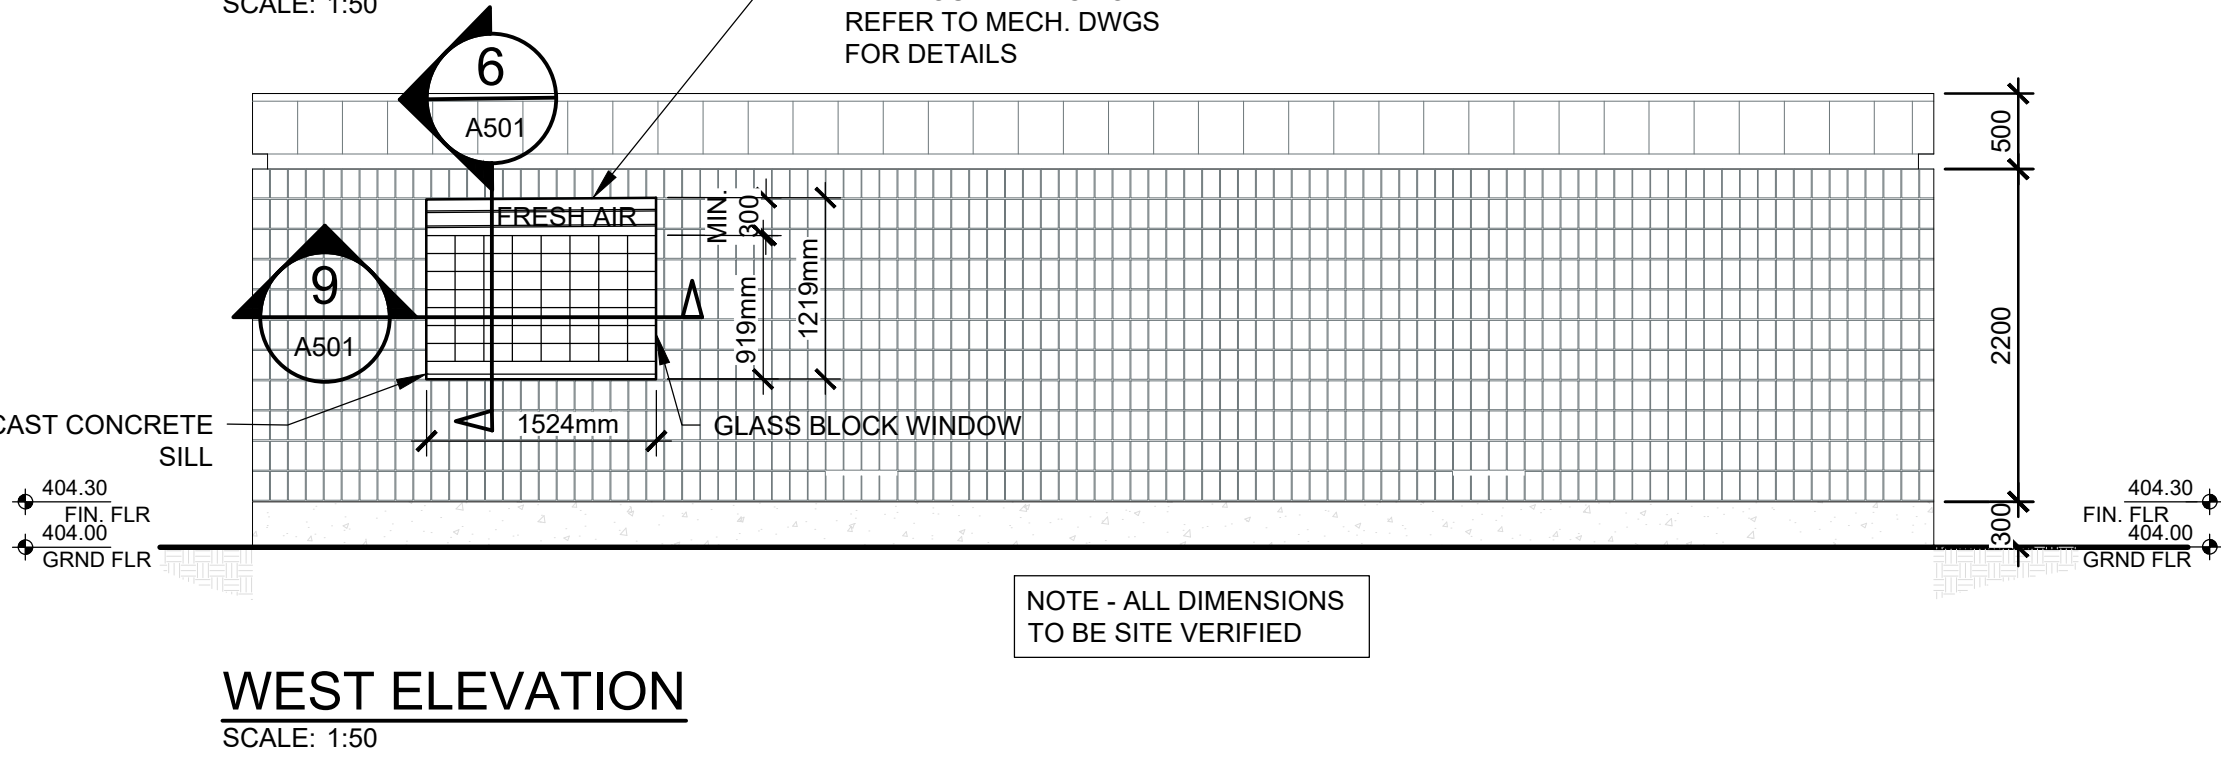 SCALE: 1:50
REFER TO MECH. DWGS
FOR DETAILS
6
A501
500
FRESH AIR
MIN.
300
9
A501
919mm
1219mm
2200
1524mm
GLASS BLOCK WINDOW
CAST CONCRETE
SILL
404.30
FIN. FLR
404.00
GRND FLR
300
404.30
FIN. FLR
404.00
GRND FLR
NOTE - ALL DIMENSIONS
TO BE SITE VERIFIED
WEST ELEVATION
SCALE: 1:50